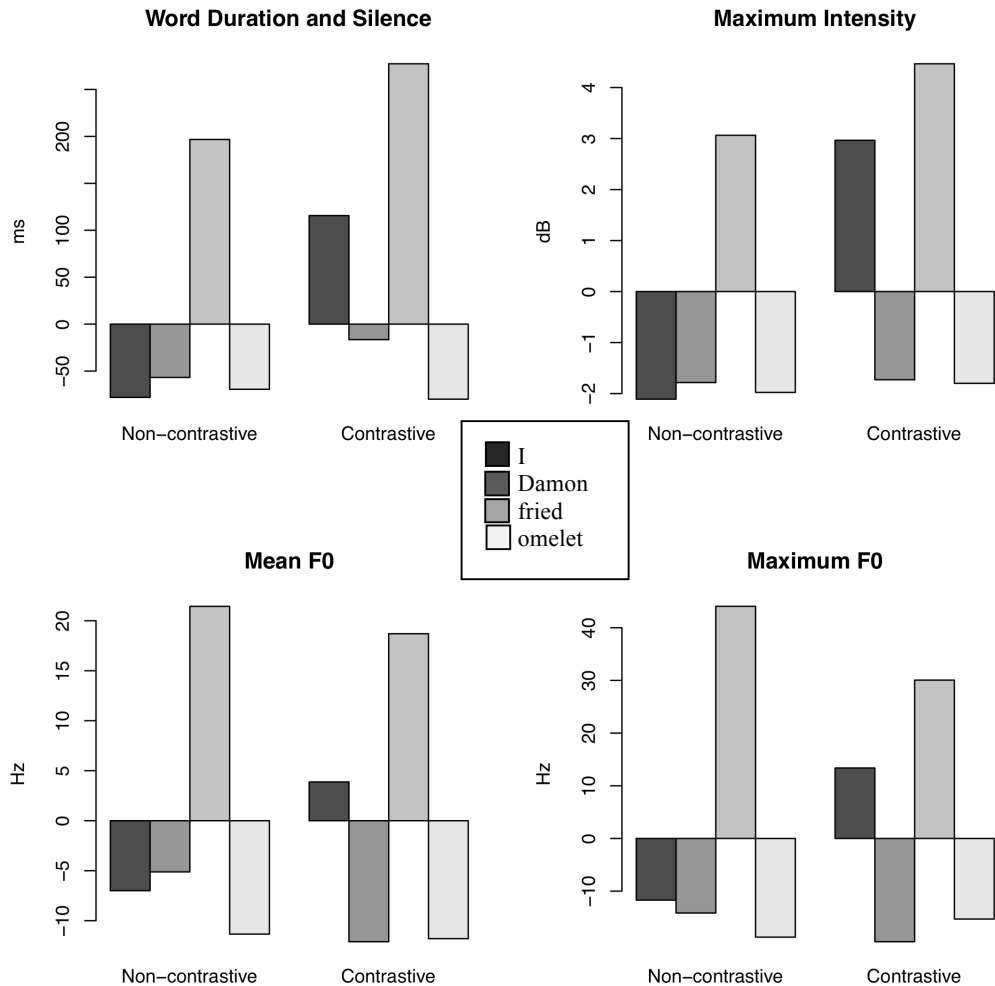 Word Duration and Silence
ms
200
100
50
0
−50
Non−contrastive
Contrastive
Maximum Intensity
dB
4
3
2
1
0
−1
−2
Non−contrastive
Contrastive
I
Damon
fried
omelet
Mean F0
Hz
20
15
10
5
0
−5
−10
Non−contrastive
Contrastive
Maximum F0
Hz
40
30
20
10
0
−10
Non−contrastive
Contrastive